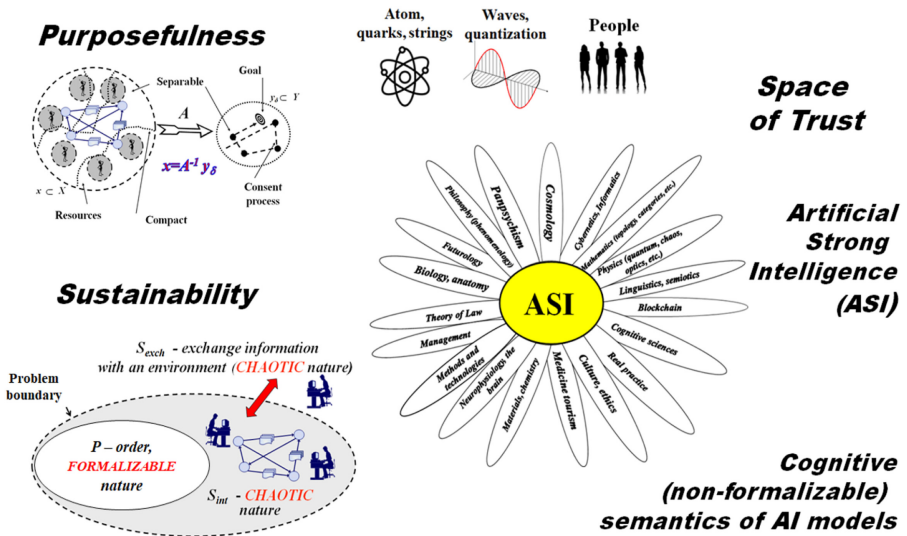 Purposefulness
Separable
Goal
y_δ ⊂ Y
A
x=A⁻¹ y_δ
x ⊂ X
Resources
Compact
Consent
process
Atom,
quarks, strings
Waves,
quantization
People
Space
of Trust
Artificial
Strong
Intelligence
(ASI)
Cognitive
(non-formalizable)
semantics of AI models
ASI
Cosmology
Cybernetics, Informatics
Mathematics (topology, categories, etc.)
Physics (quantum, chaos,
optics, etc.)
Linguistics, semiotics
Blockchain
Cognitive sciences
Real practice
Culture, ethics
Medicine tourism
Materials, chemistry
Neurophysiology, the
brain
Methods and
technologies
Management
Theory of Law
Biology, anatomy
Futurology
Philosophy (phenomenology)
Panpsychism
Sustainability
S_exch - exchange information
with an environment (CHAOTIC nature)
Problem
boundary
P – order,
FORMALIZABLE
nature
S_int - CHAOTIC
nature